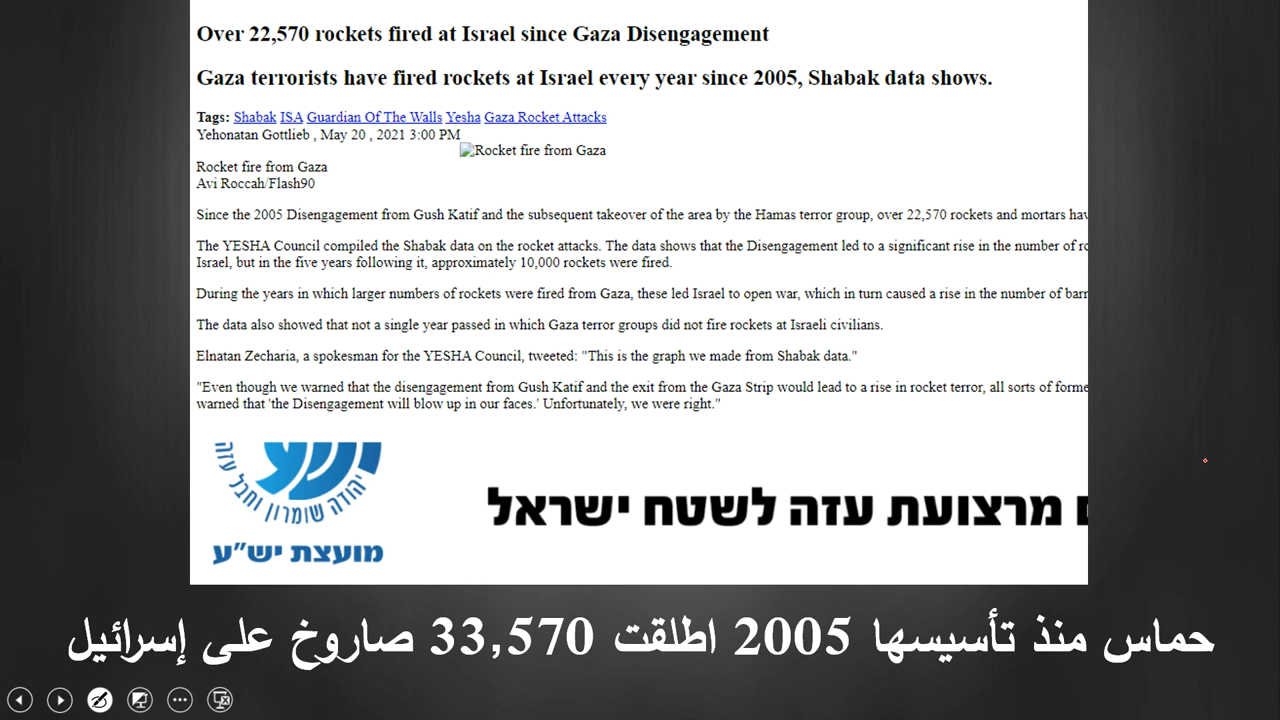 Over 22,570 rockets fired at Israel since Gaza Disengagement
Gaza terrorists have fired rockets at Israel every year since 2005, Shabak data shows.
Tags: Shabak ISA Guardian Of The Walls Yesha Gaza Rocket Attacks
Yehonatan Gottlieb , May 20 , 2021 3:00 PM
Rocket fire from Gaza
Rocket fire from Gaza
Avi Roccah/Flash90
Since the 2005 Disengagement from Gush Katif and the subsequent takeover of the area by the Hamas terror group, over 22,570 rockets and mortars hav
The YESHA Council compiled the Shabak data on the rocket attacks. The data shows that the Disengagement led to a significant rise in the number of ro
Israel, but in the five years following it, approximately 10,000 rockets were fired.
During the years in which larger numbers of rockets were fired from Gaza, these led Israel to open war, which in turn caused a rise in the number of barr
The data also showed that not a single year passed in which Gaza terror groups did not fire rockets at Israeli civilians.
Elnatan Zecharia, a spokesman for the YESHA Council, tweeted: "This is the graph we made from Shabak data."
"Even though we warned that the disengagement from Gush Katif and the exit from the Gaza Strip would lead to a rise in rocket terror, all sorts of forme
warned that 'the Disengagement will blow up in our faces.' Unfortunately, we were right."
יהודה שומרון וחבל עזה
מועצת יש"ע
מרצועת עזה לשטח ישראל
حماس منذ تأسيسها 2005 اطلقت 33,570 صاروخ على إسرائيل